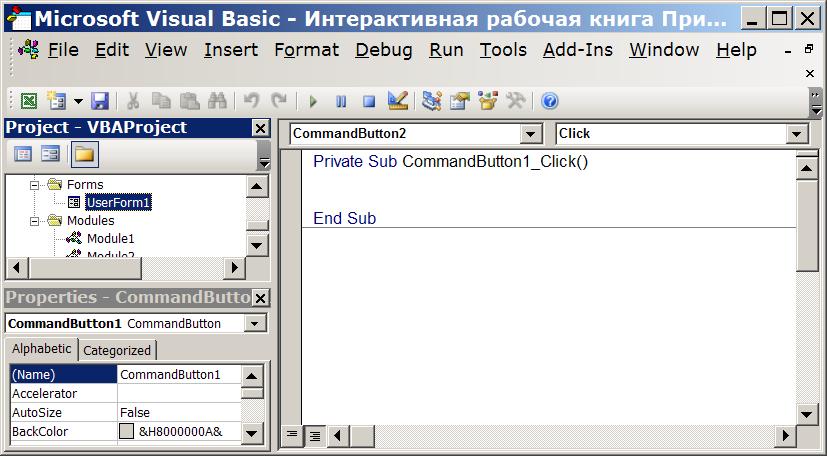 Microsoft Visual Basic - Интерактивная рабочая книга При...
File Edit View Insert Format Debug Run Tools Add-Ins Window Help
Project - VBAProject
Forms
UserForm1
Modules
Module1
Module2
Properties - CommandButto
CommandButton1 CommandButton
Alphabetic Categorized
(Name) CommandButton1
Accelerator
AutoSize False
BackColor &H8000000A&
CommandButton2 Click
Private Sub CommandButton1_Click()
End Sub